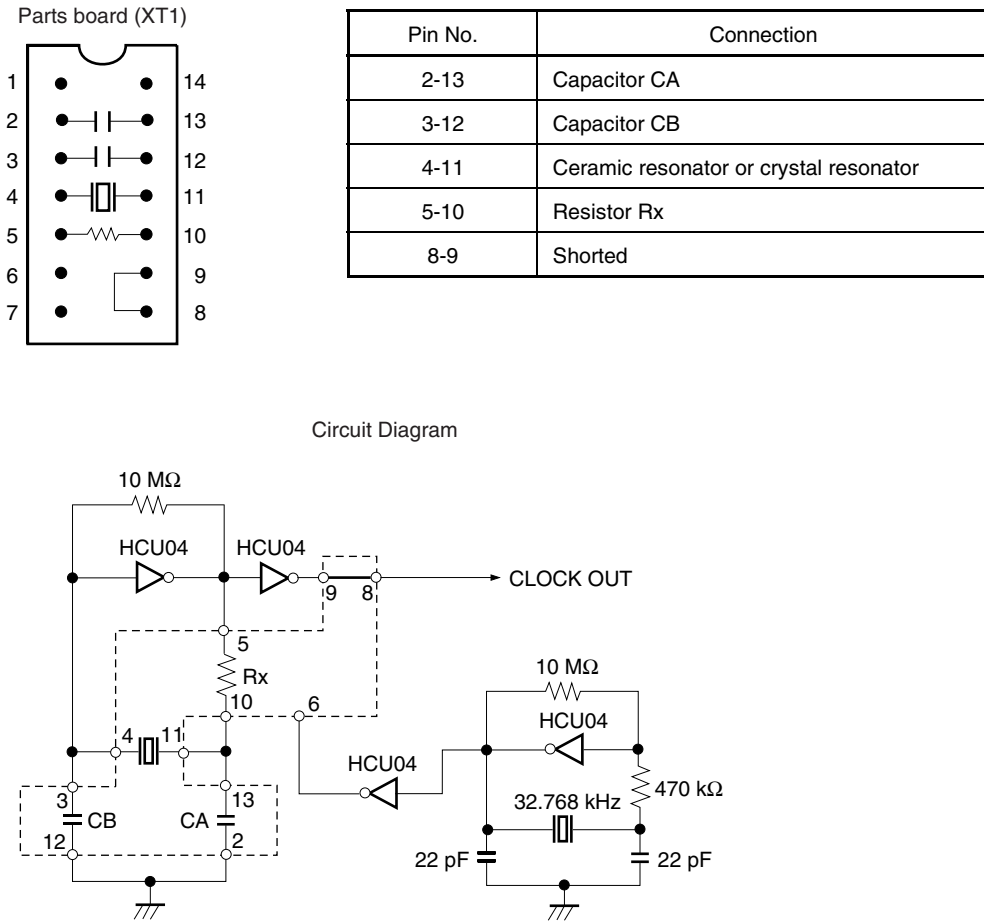 Parts board (XT1)
1 14
2 13
3 12
4 11
5 10
6 9
7 8
Pin No. Connection
2-13 Capacitor CA
3-12 Capacitor CB
4-11 Ceramic resonator or crystal resonator
5-10 Resistor Rx
8-9 Shorted
Circuit Diagram
10 MΩ
HCU04 HCU04
CLOCK OUT
9 8
5
Rx
10 MΩ
10 6
HCU04
4 11
HCU04
470 kΩ
3 13
32.768 kHz
CB CA
12 2
22 pF 22 pF